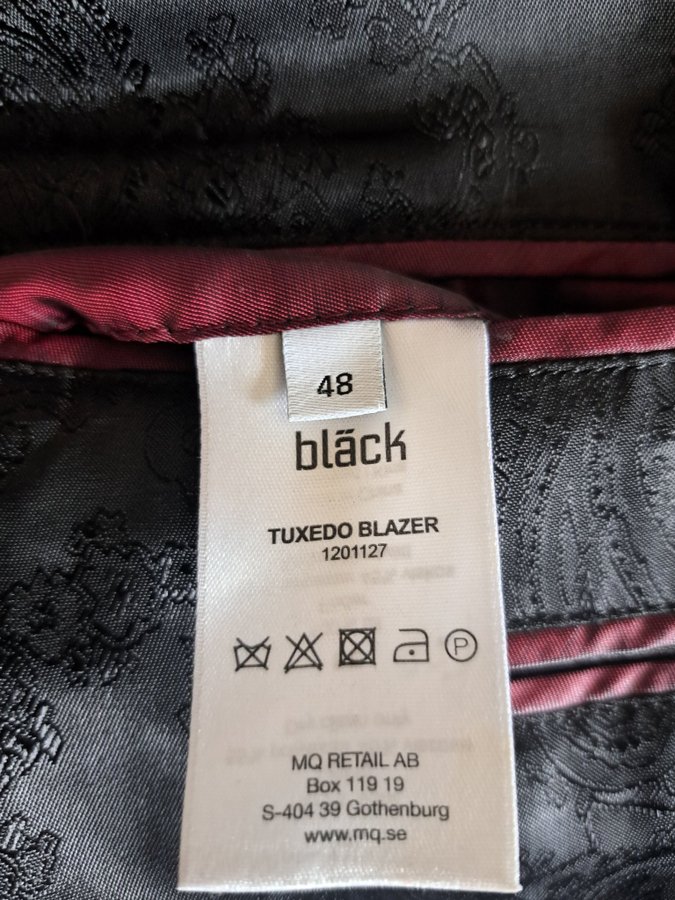 48
bläck
TUXEDO BLAZER
1201127
P
MQ RETAIL AB
Box 119 19
S-404 39 Gothenburg
www.mq.se